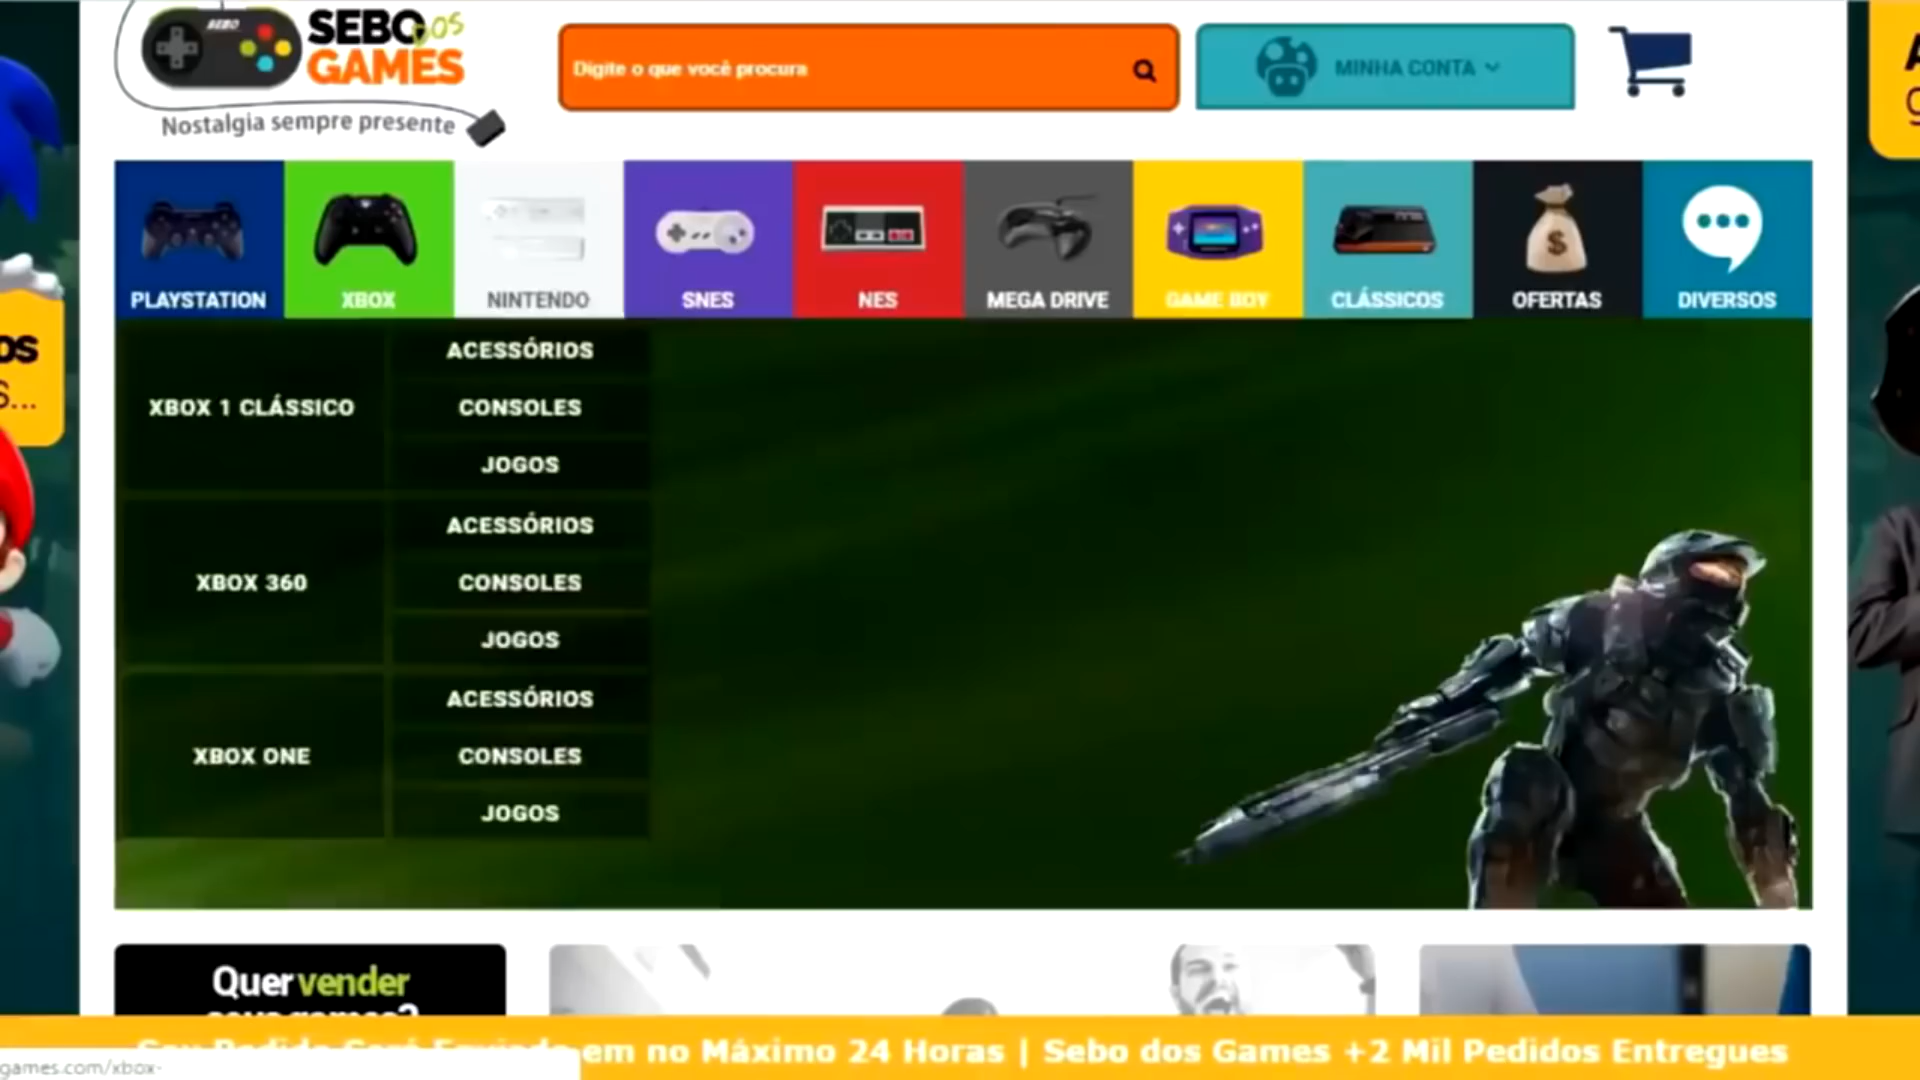 SEBO
SEBO DOS
GAMES
Nostalgia sempre presente
Digite o que você procura
MINHA CONTA
PLAYSTATION
XBOX
NINTENDO
SNES
NES
MEGA DRIVE
GAME BOY
CLÁSSICOS
OFERTAS
DIVERSOS
XBOX 1 CLÁSSICO
ACESSÓRIOS
CONSOLES
JOGOS
XBOX 360
ACESSÓRIOS
CONSOLES
JOGOS
XBOX ONE
ACESSÓRIOS
CONSOLES
JOGOS
Quer vender
seus games?
em no Máximo 24 Horas | Sebo dos Games +2 Mil Pedidos Entregues
games.com/xbox-